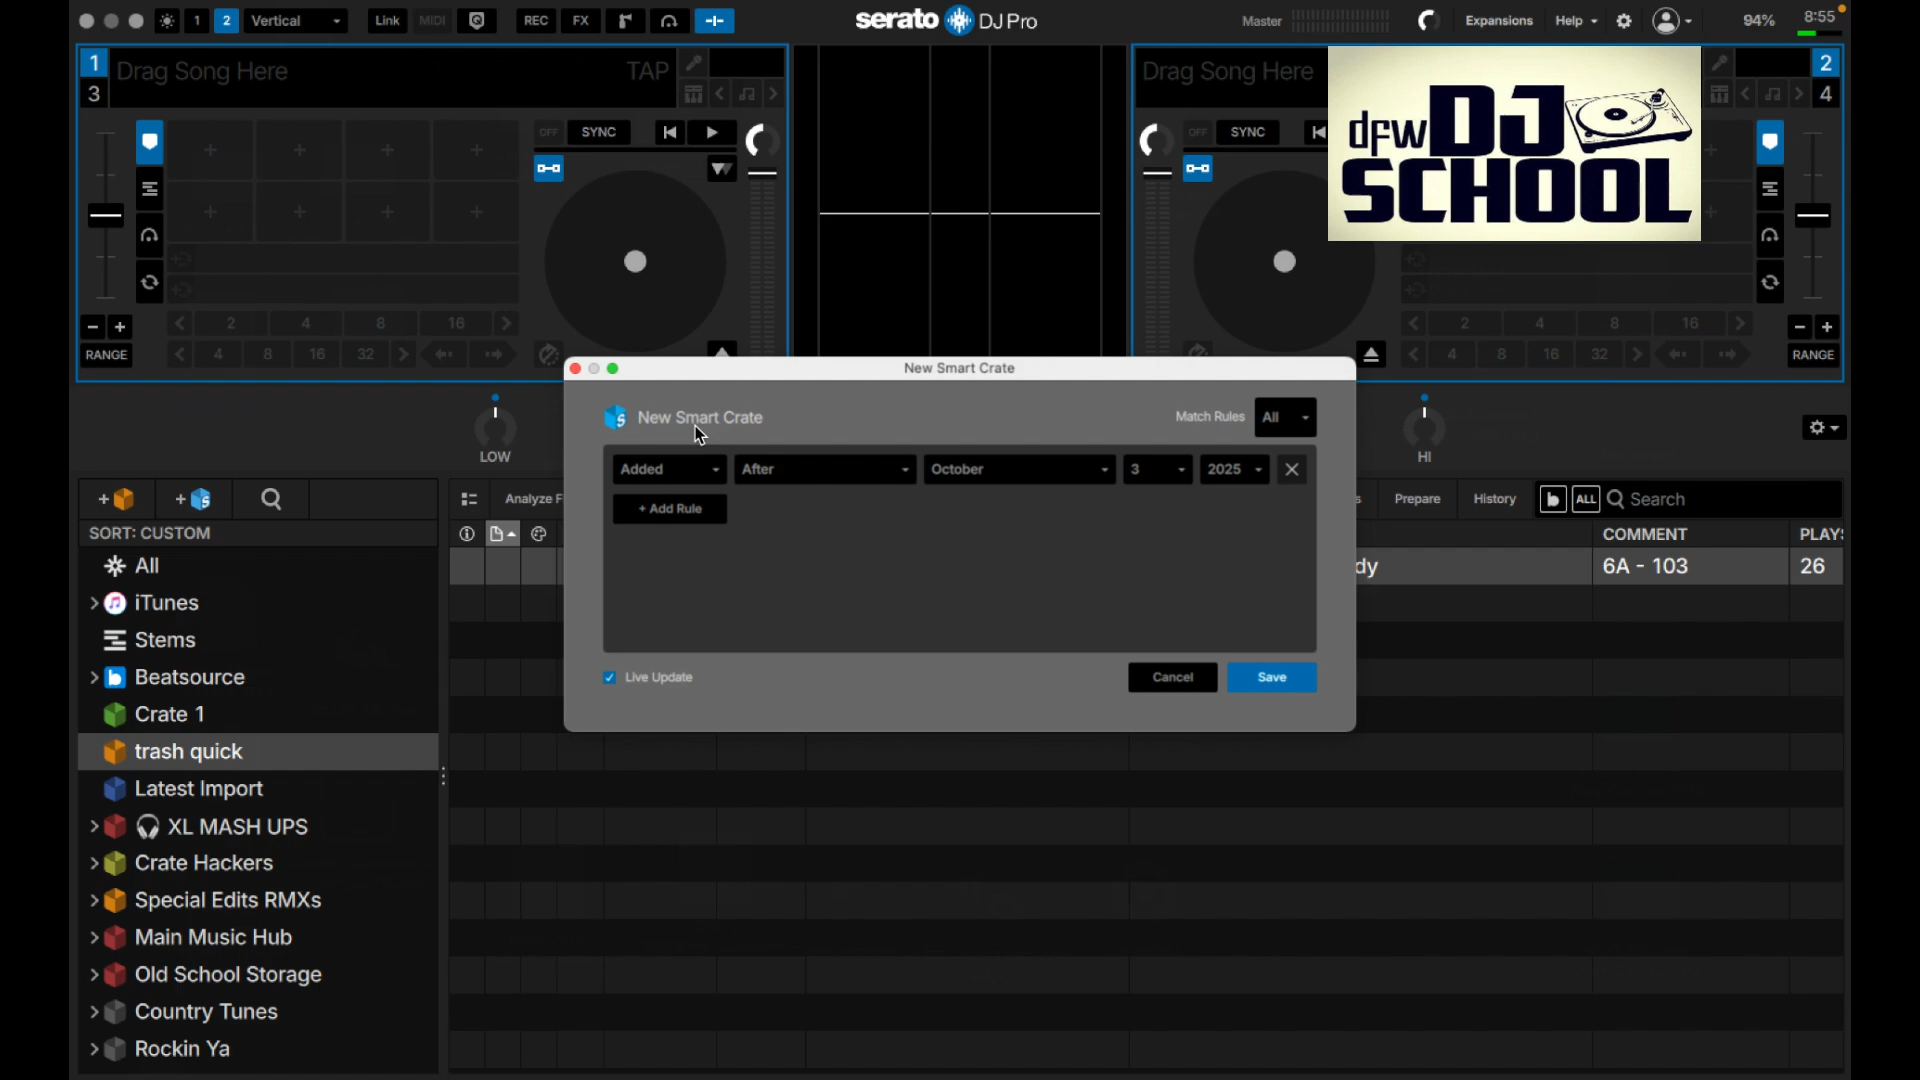 1 2 Vertical Link MIDI REC FX serato DJ Pro Master Expansions Help 94% 8:55
1 Drag Song Here TAP
3
Drag Song Here 2
4
dfw DJ
SCHOOL
OFF SYNC
OFF SYNC
2 4 8 16
4 8 16 32
2 4 8 16
4 8 16 32
RANGE
RANGE
LOW
HI
New Smart Crate
New Smart Crate Match Rules All
Added After October 3 2025
+ Add Rule
Live Update Cancel Save
Analyze F
s Prepare History b ALL Search
SORT: CUSTOM
COMMENT PLAYS
dy 6A - 103 26
All
iTunes
Stems
Beatsource
Crate 1
trash quick
Latest Import
XL MASH UPS
Crate Hackers
Special Edits RMXs
Main Music Hub
Old School Storage
Country Tunes
Rockin Ya